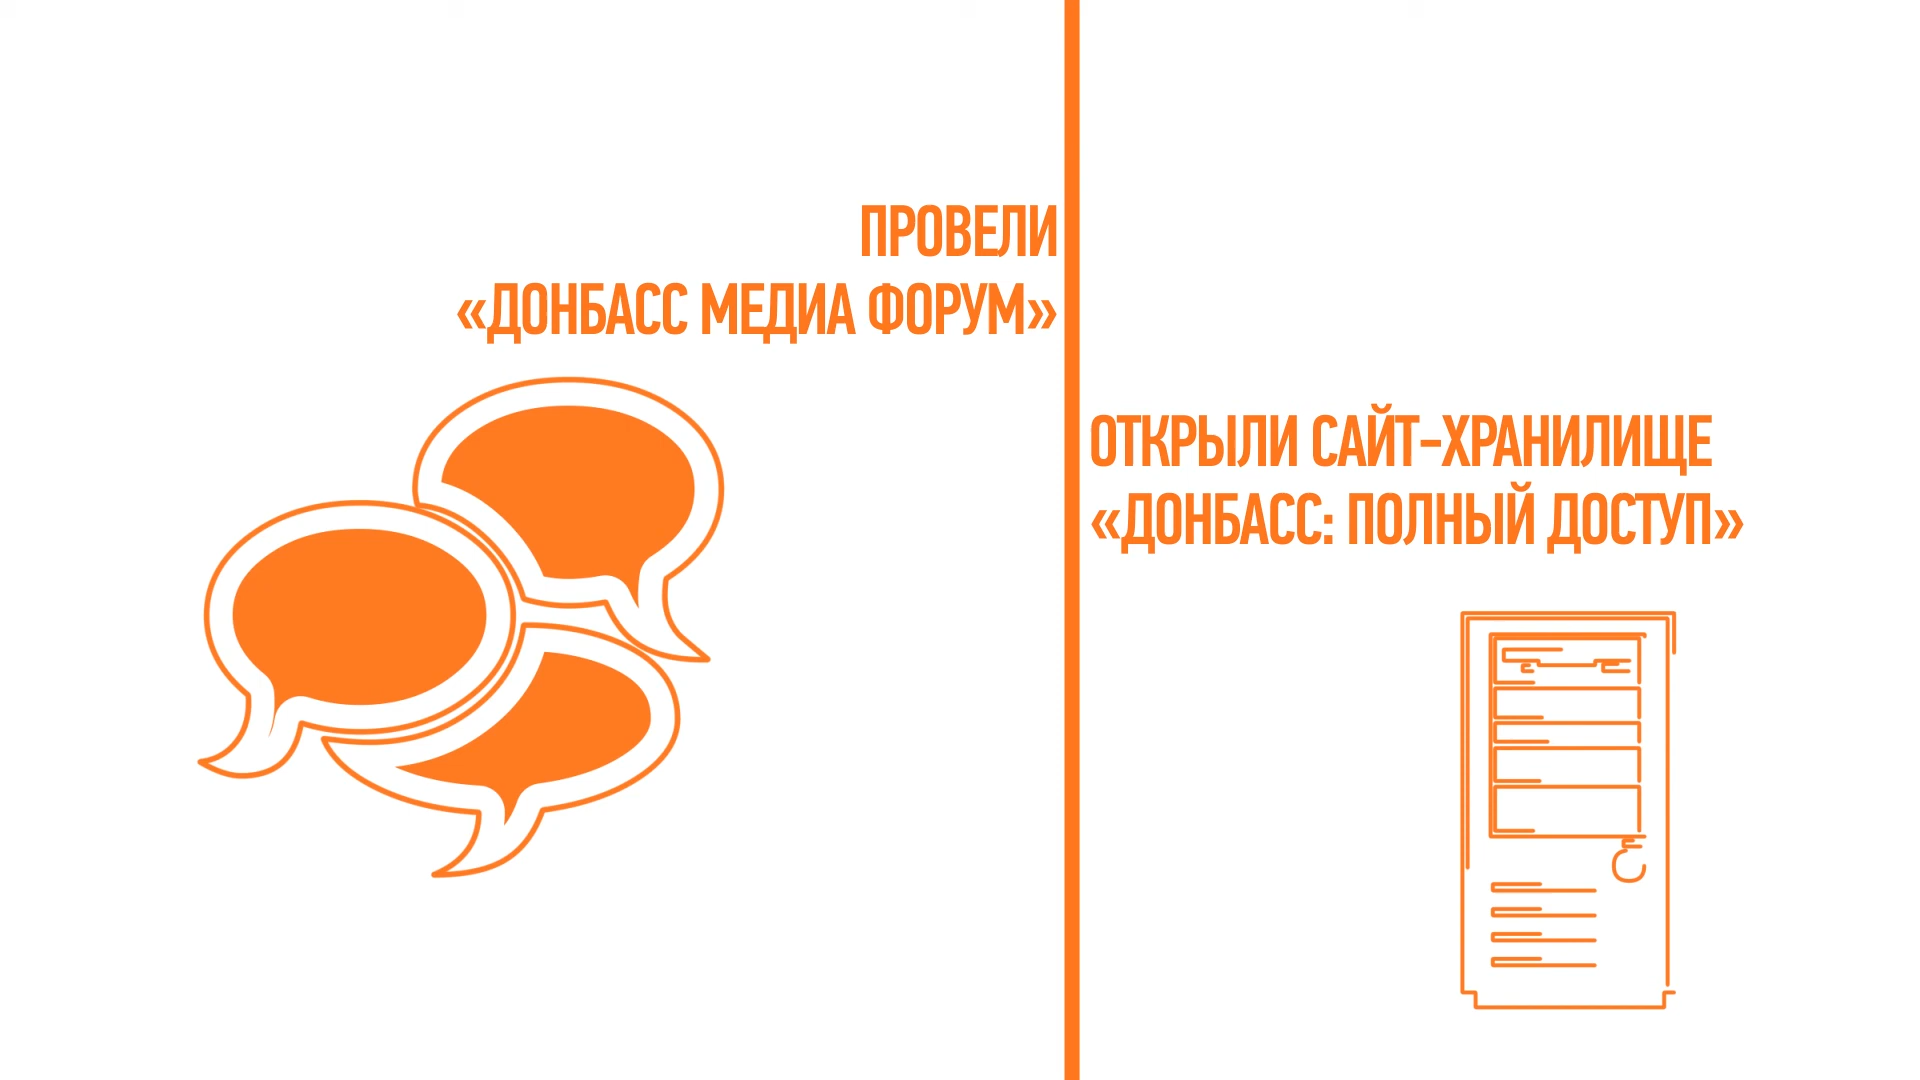 ПРОВЕЛИ
«ДОНБАСС МЕДИА ФОРУМ»
ОТКРЫЛИ САЙТ-ХРАНИЛИЩЕ
«ДОНБАСС: ПОЛНЫЙ ДОСТУП»